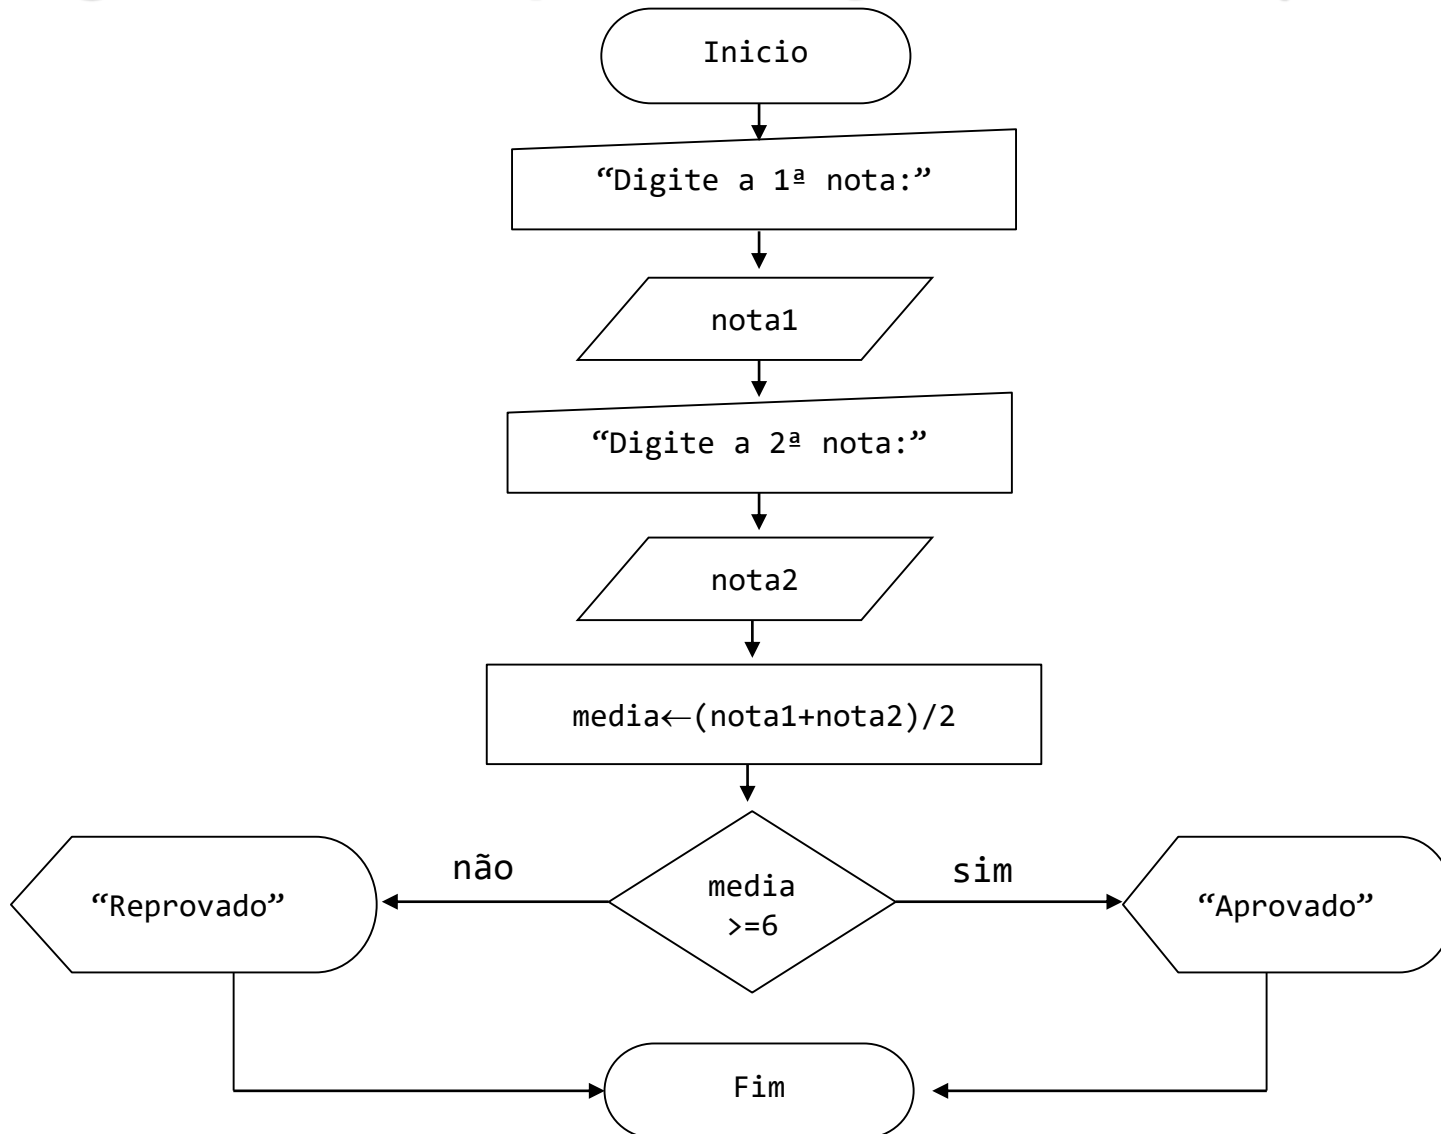 Inicio
“Digite a 1ª nota:”
nota1
“Digite a 2ª nota:”
nota2
media←(nota1+nota2)/2
não
sim
“Reprovado”
media
>=6
“Aprovado”
Fim